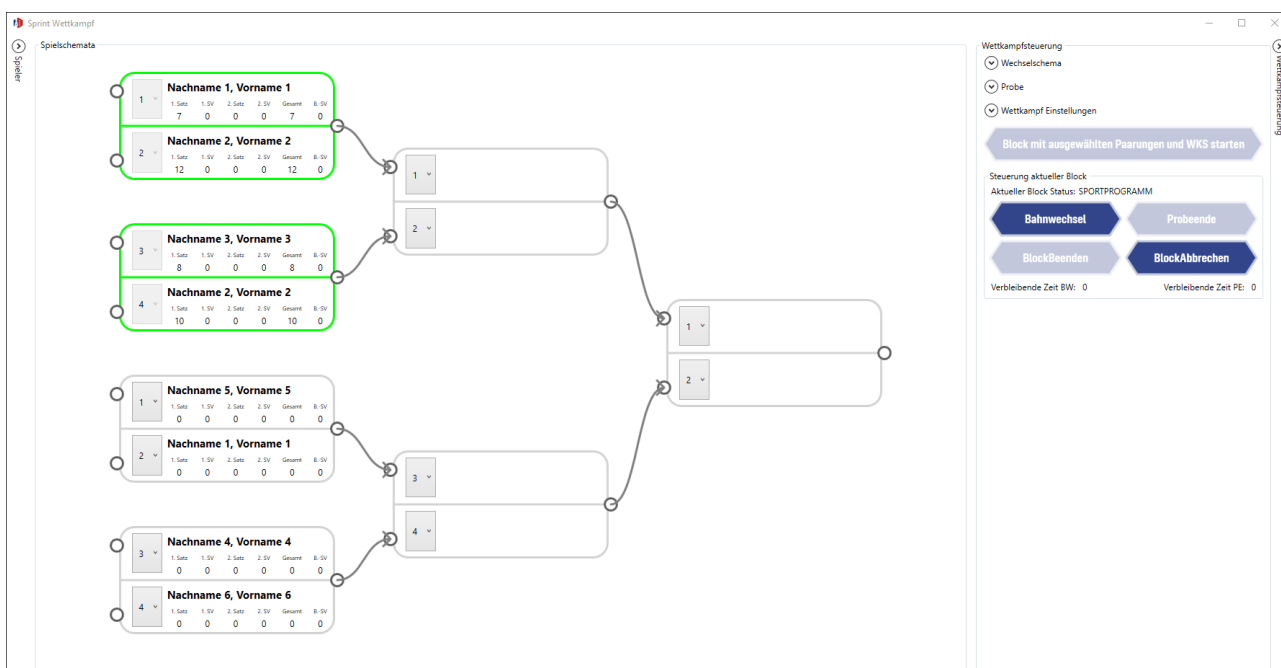 Sprint Wettkampf
Spieler
Spielschemata
1 Nachname 1, Vorname 1
1. Satz 1. SV 2. Satz 2. SV Gesamt B.-SV
7 0 0 0 7 0
2 Nachname 2, Vorname 2
1. Satz 1. SV 2. Satz 2. SV Gesamt B.-SV
12 0 0 0 12 0
3 Nachname 3, Vorname 3
1. Satz 1. SV 2. Satz 2. SV Gesamt B.-SV
8 0 0 0 8 0
4 Nachname 2, Vorname 2
1. Satz 1. SV 2. Satz 2. SV Gesamt B.-SV
10 0 0 0 10 0
1 Nachname 5, Vorname 5
1. Satz 1. SV 2. Satz 2. SV Gesamt B.-SV
0 0 0 0 0 0
2 Nachname 1, Vorname 1
1. Satz 1. SV 2. Satz 2. SV Gesamt B.-SV
0 0 0 0 0 0
3 Nachname 4, Vorname 4
1. Satz 1. SV 2. Satz 2. SV Gesamt B.-SV
0 0 0 0 0 0
4 Nachname 6, Vorname 6
1. Satz 1. SV 2. Satz 2. SV Gesamt B.-SV
0 0 0 0 0 0
1
2
3
4
1
2
Wettkampfsteuerung
Wechselschema
Probe
Wettkampf Einstellungen
Block mit ausgewählten Paarungen und WKS starten
Steuerung aktueller Block
Aktueller Block Status: SPORTPROGRAMM
Bahnwechsel Probeende
BlockBeenden BlockAbbrechen
Verbleibende Zeit BW: 0 Verbleibende Zeit PE: 0
Wettkampfsteuerung